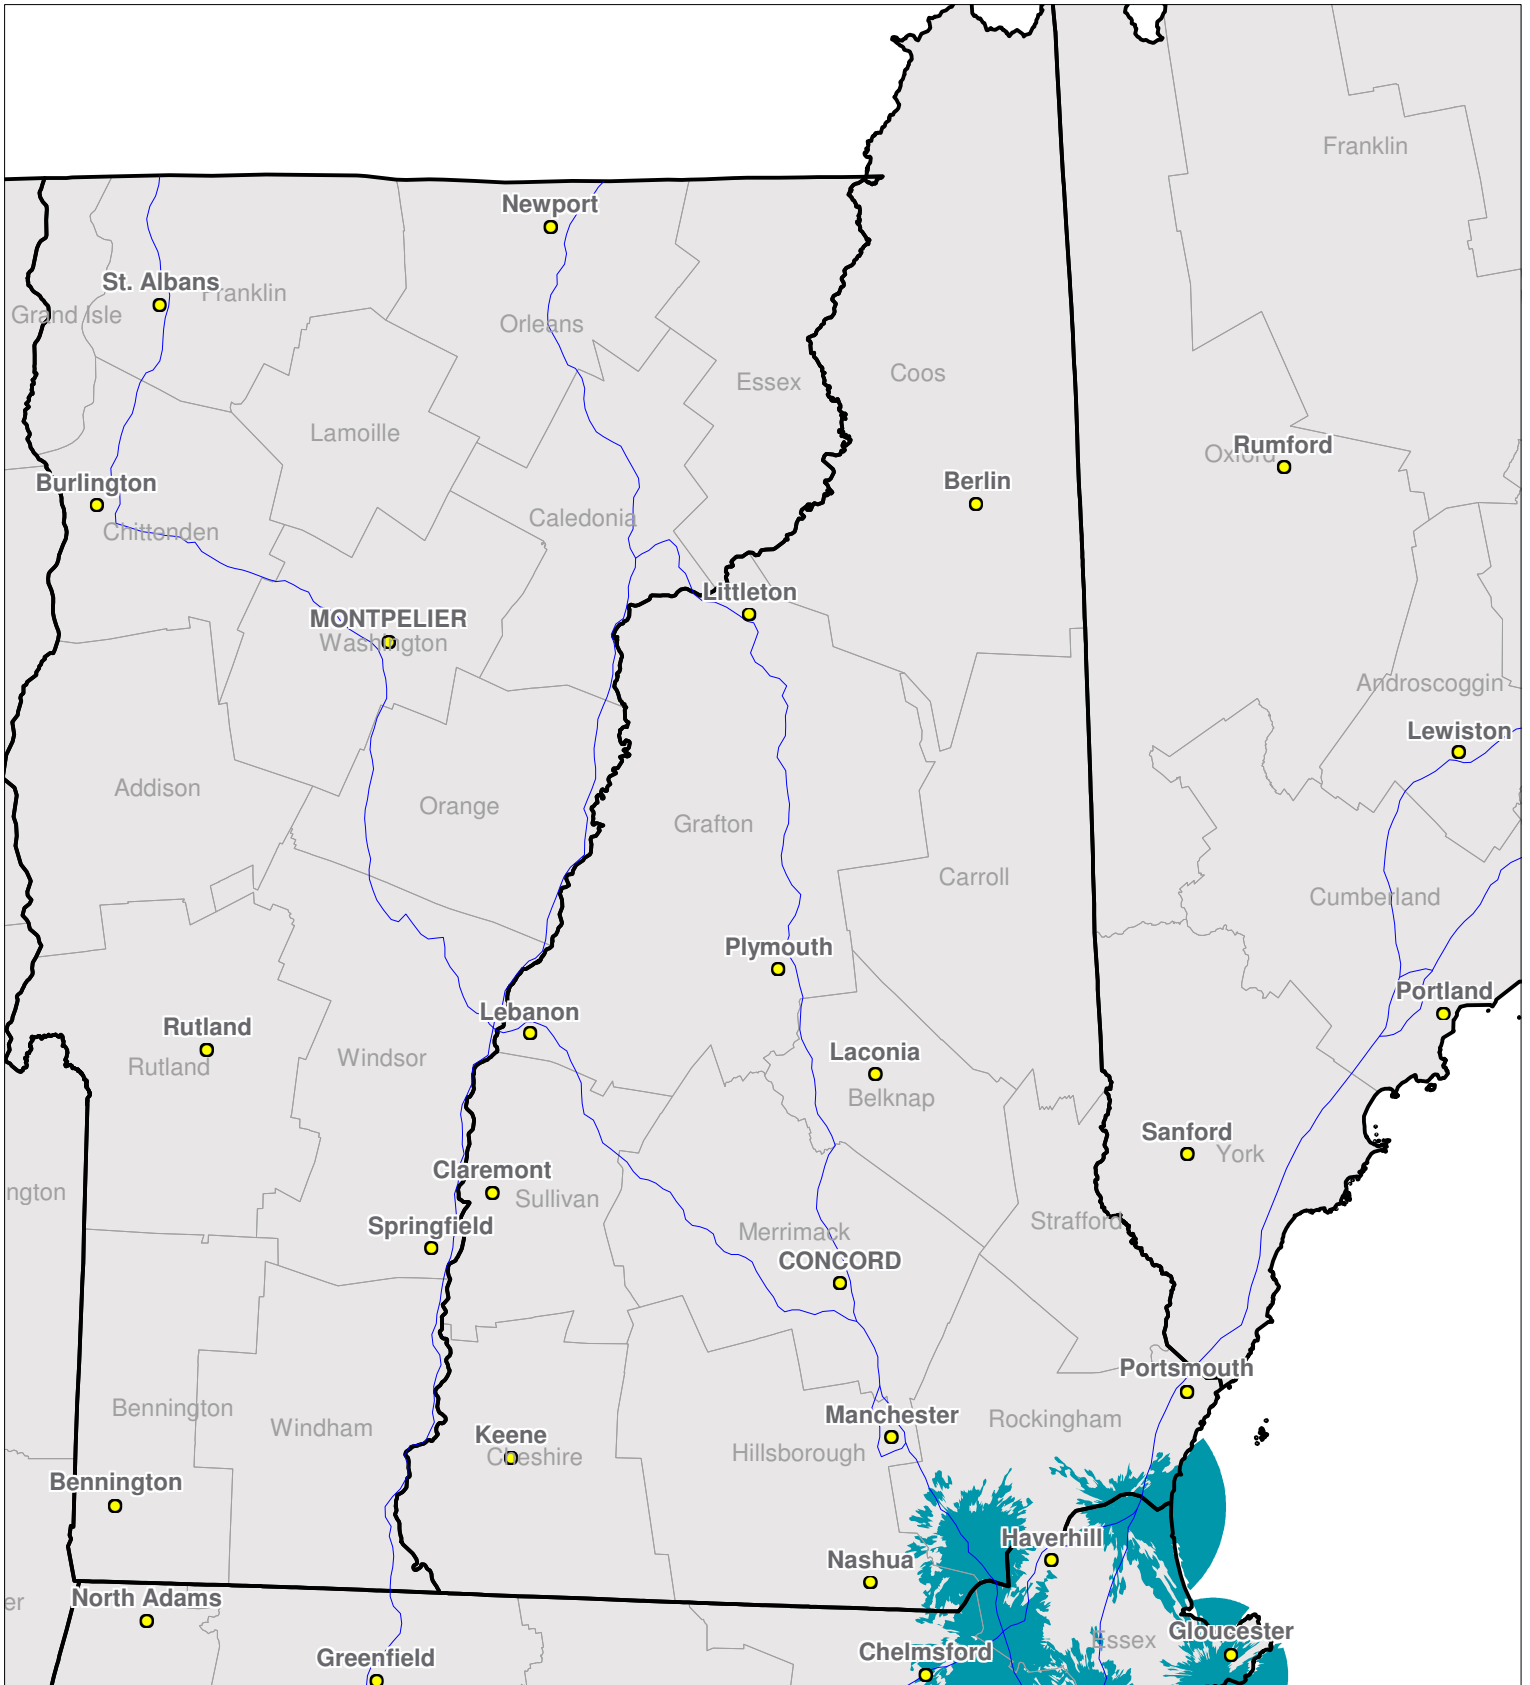 Franklin
Newport
St. Albans
Franklin
Grand Isle
Orleans
Essex
Coos
Lamoille
Rumford
Oxford
Burlington
Berlin
Chittenden
Caledonia
Littleton
MONTPELIER
Washington
Androscoggin
Lewiston
Addison
Orange
Grafton
Carroll
Cumberland
Plymouth
Portland
Lebanon
Rutland
Rutland
Windsor
Laconia
Belknap
Sanford
York
Claremont
Sullivan
ngton
Springfield
Strafford
Merrimack
CONCORD
Portsmouth
Bennington
Windham
Manchester
Rockingham
Keene
Cheshire
Hillsborough
Bennington
Haverhill
Nashua
er
North Adams
Greenfield
Chelmsford
Essex
Gloucester